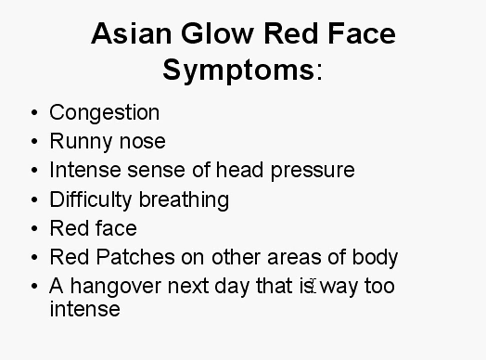 Asian Glow Red Face
Symptoms:
• Congestion
• Runny nose
• Intense sense of head pressure
• Difficulty breathing
• Red face
• Red Patches on other areas of body
• A hangover next day that is way too
intense